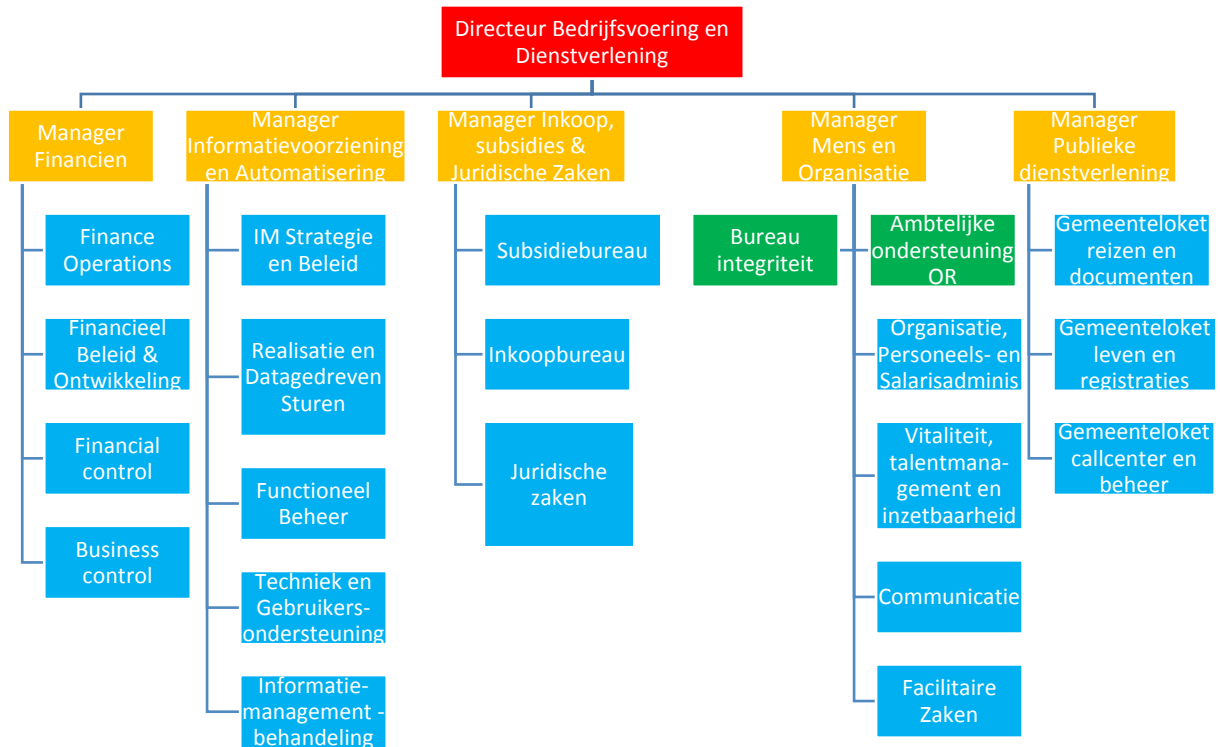 Directeur Bedrijfsvoering en
Dienstverlening
Manager
Financien
Manager
Informatievoorziening
en Automatisering
Manager Inkoop,
subsidies &
Juridische Zaken
Manager
Mens en
Organisatie
Manager
Publieke
dienstverlening
Finance
Operations
Financieel
Beleid &
Ontwikkeling
Financial
control
Business
control
IM Strategie
en Beleid
Realisatie en
Datagedreven
Sturen
Functioneel
Beheer
Techniek en
Gebruikers-
ondersteuning
Informatie-
management -
behandeling
Subsidiebureau
Inkoopbureau
Juridische
zaken
Bureau
integriteit
Ambtelijke
ondersteuning
OR
Organisatie,
Personeels- en
Salarisadminis
Vitaliteit,
talentmana-
gement en
inzetbaarheid
Communicatie
Facilitaire
Zaken
Gemeenteloket
reizen en
documenten
Gemeenteloket
leven en
registraties
Gemeenteloket
callcenter en
beheer